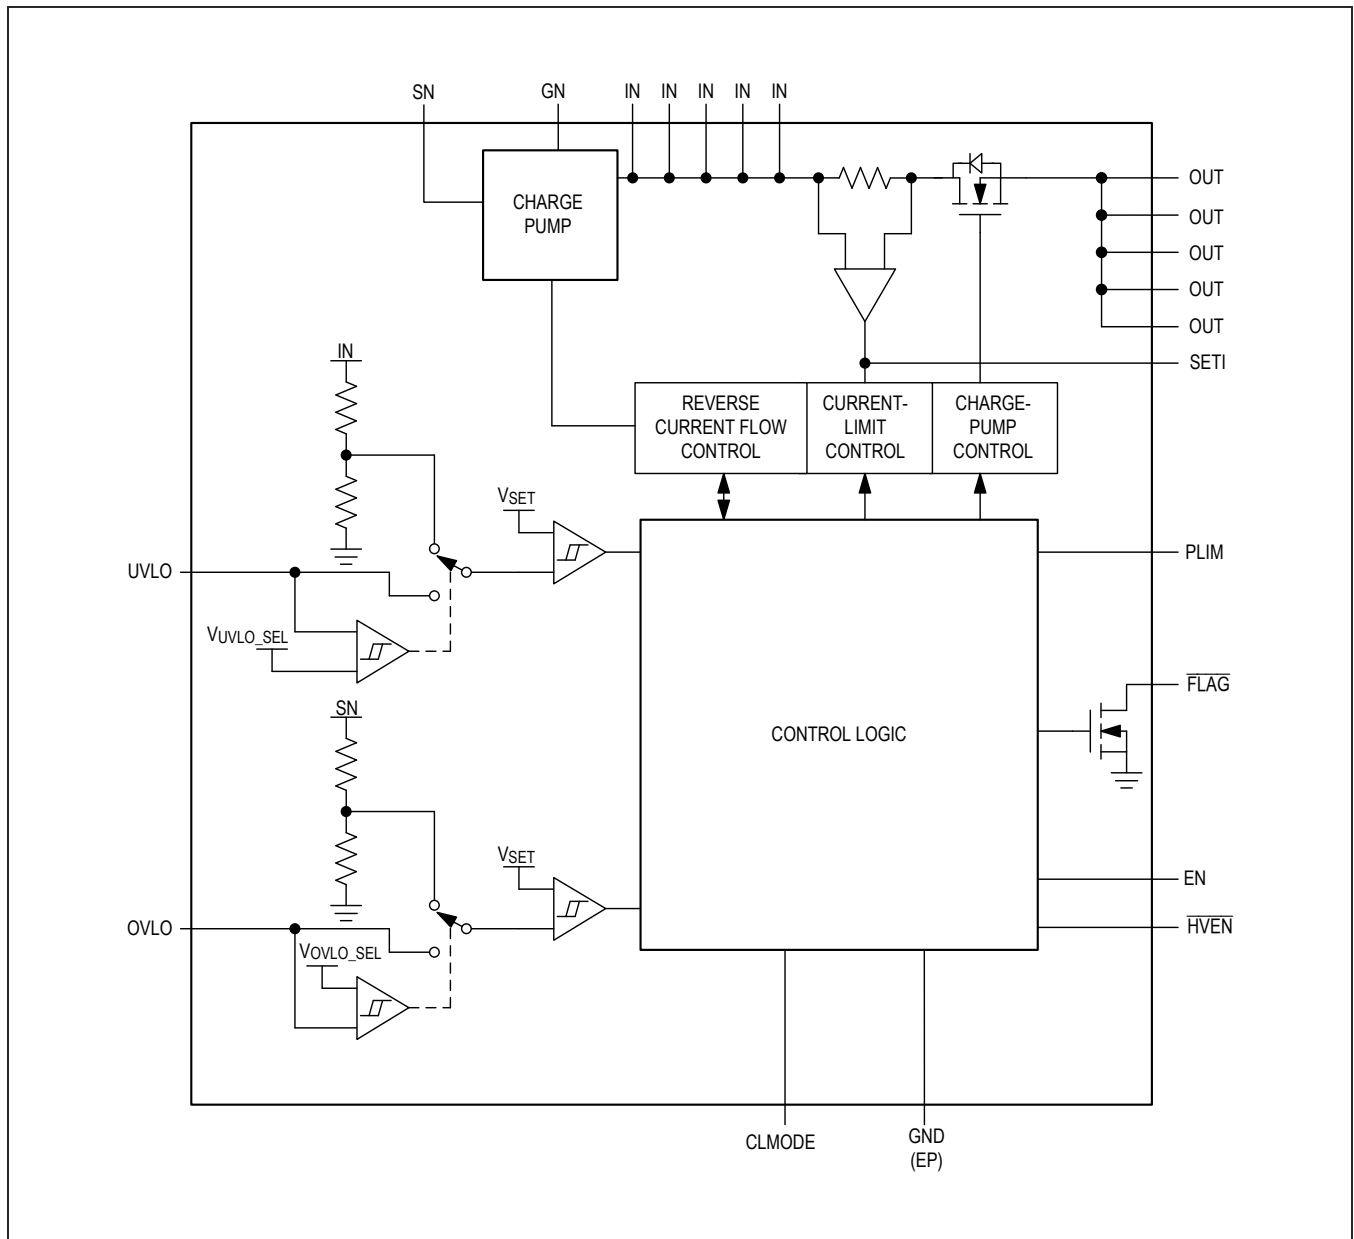 SN
GN
IN
IN
IN
IN
IN
CHARGE
PUMP
OUT
OUT
OUT
OUT
OUT
SETI
IN
REVERSE
CURRENT FLOW
CONTROL
CURRENT-
LIMIT
CONTROL
CHARGE-
PUMP
CONTROL
VSET
UVLO
VUVLO_SEL
PLIM
FLAG
SN
CONTROL LOGIC
VSET
OVLO
VOVLO_SEL
EN
HVEN
CLMODE
GND
(EP)